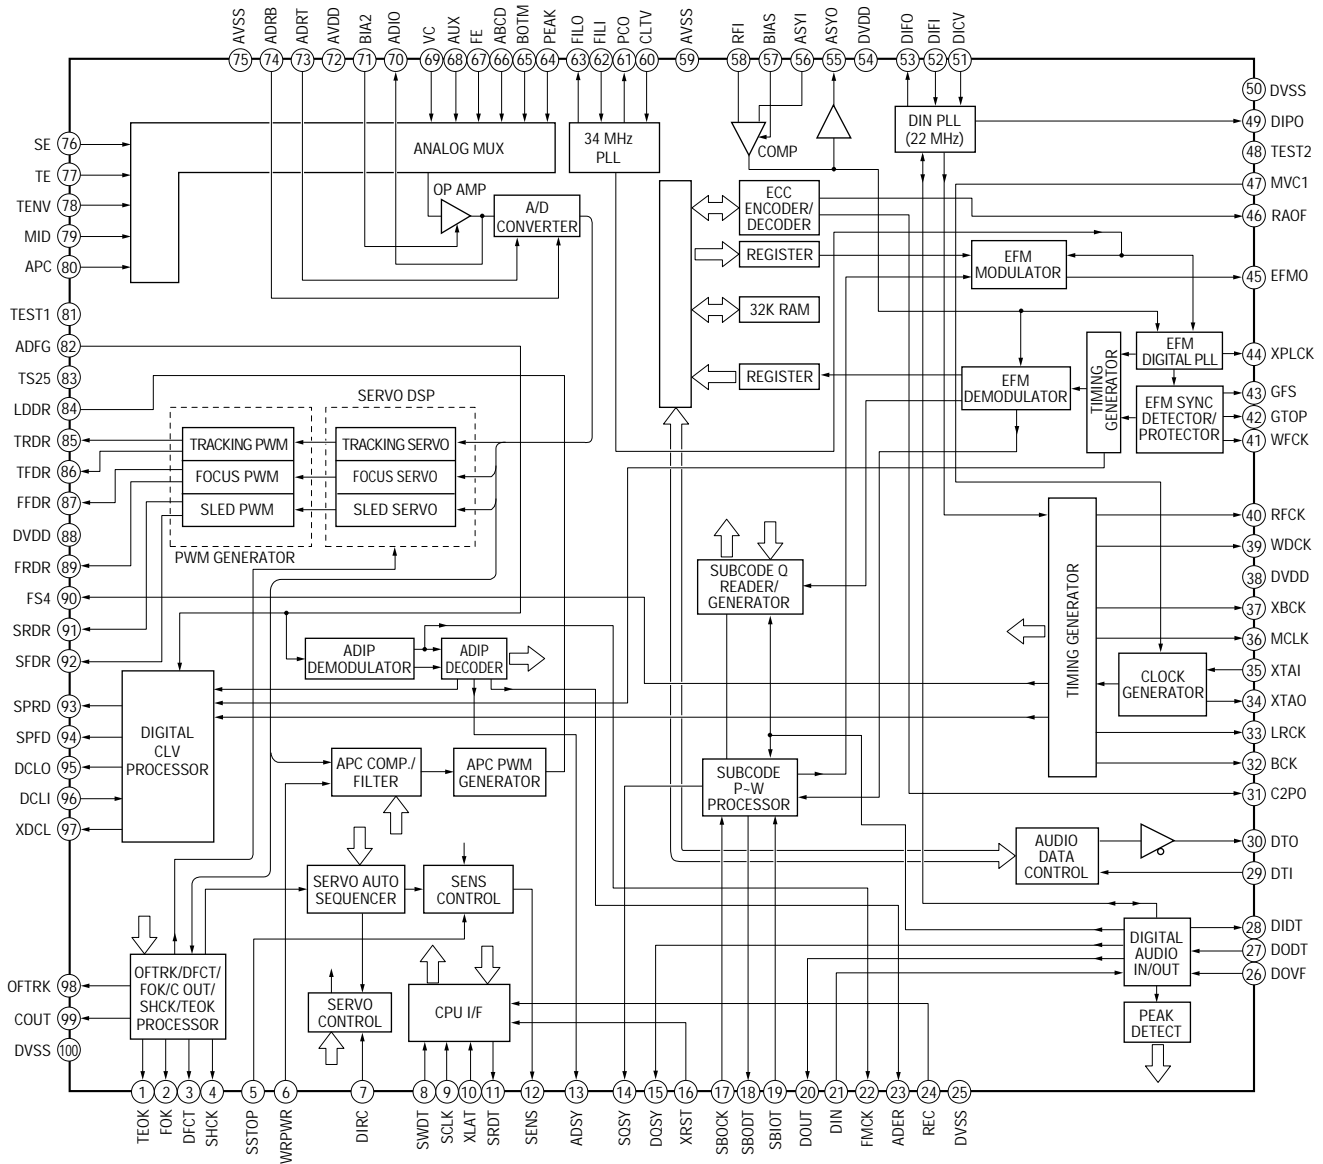 AVSS
ADRB
ADRT
AVDD
BIA2
ADIO
VC
AUX
FE
ABCD
BOTM
PEAK
FILO
FILI
PCO
CLTV
AVSS
RFI
BIAS
ASYI
ASYO
DVDD
DIFO
DIFI
DICV
75
74
73
72
71
70
69
68
67
66
65
64
63
62
61
60
59
58
57
56
55
54
53
52
51
SE 76
TE 77
TENV 78
MID 79
APC 80
TEST1 81
ADFG 82
TS25 83
LDDR 84
TRDR 85
TFDR 86
FFDR 87
DVDD 88
FRDR 89
FS4 90
SRDR 91
SFDR 92
SPRD 93
SPFD 94
DCLO 95
DCLI 96
XDCL 97
OFTRK 98
COUT 99
DVSS 100
50 DVSS
49 DIPO
48 TEST2
47 MVC1
46 RAOF
45 EFMO
44 XPLCK
43 GFS
42 GTOP
41 WFCK
40 RFCK
39 WDCK
38 DVDD
37 XBCK
36 MCLK
35 XTAI
34 XTAO
33 LRCK
32 BCK
31 C2PO
30 DTO
29 DTI
28 DIDT
27 DODT
26 DOVF
ANALOG MUX
34 MHz
PLL
COMP
DIN PLL
(22 MHz)
OP AMP
A/D
CONVERTER
ECC
ENCODER/
DECODER
REGISTER
32K RAM
REGISTER
EFM
MODULATOR
EFM
DIGITAL PLL
TIMING
GENERATOR
EFM
DEMODULATOR
EFM SYNC
DETECTOR/
PROTECTOR
SERVO DSP
TRACKING PWM
FOCUS PWM
SLED PWM
TRACKING SERVO
FOCUS SERVO
SLED SERVO
PWM GENERATOR
SUBCODE Q
READER/
GENERATOR
TIMING GENERATOR
CLOCK
GENERATOR
ADIP
DEMODULATOR
ADIP
DECODER
DIGITAL
CLV
PROCESSOR
APC COMP./
FILTER
APC PWM
GENERATOR
SUBCODE
P~W
PROCESSOR
AUDIO
DATA
CONTROL
SERVO AUTO
SEQUENCER
SENS
CONTROL
DIGITAL
AUDIO
IN/OUT
OFTRK/DFCT/
FOK/C OUT/
SHCK/TEOK
PROCESSOR
SERVO
CONTROL
CPU I/F
PEAK
DETECT
1
2
3
4
5
6
7
8
9
10
11
12
13
14
15
16
17
18
19
20
21
22
23
24
25
TEOK
FOK
DFCT
SHCK
SSTOP
WRPWR
DIRC
SWDT
SCLK
XLAT
SRDT
SENS
ADSY
SQSY
DQSY
XRST
SBOCK
SBODT
SBIOT
DOUT
DIN
FMCK
ADER
REC
DVSS